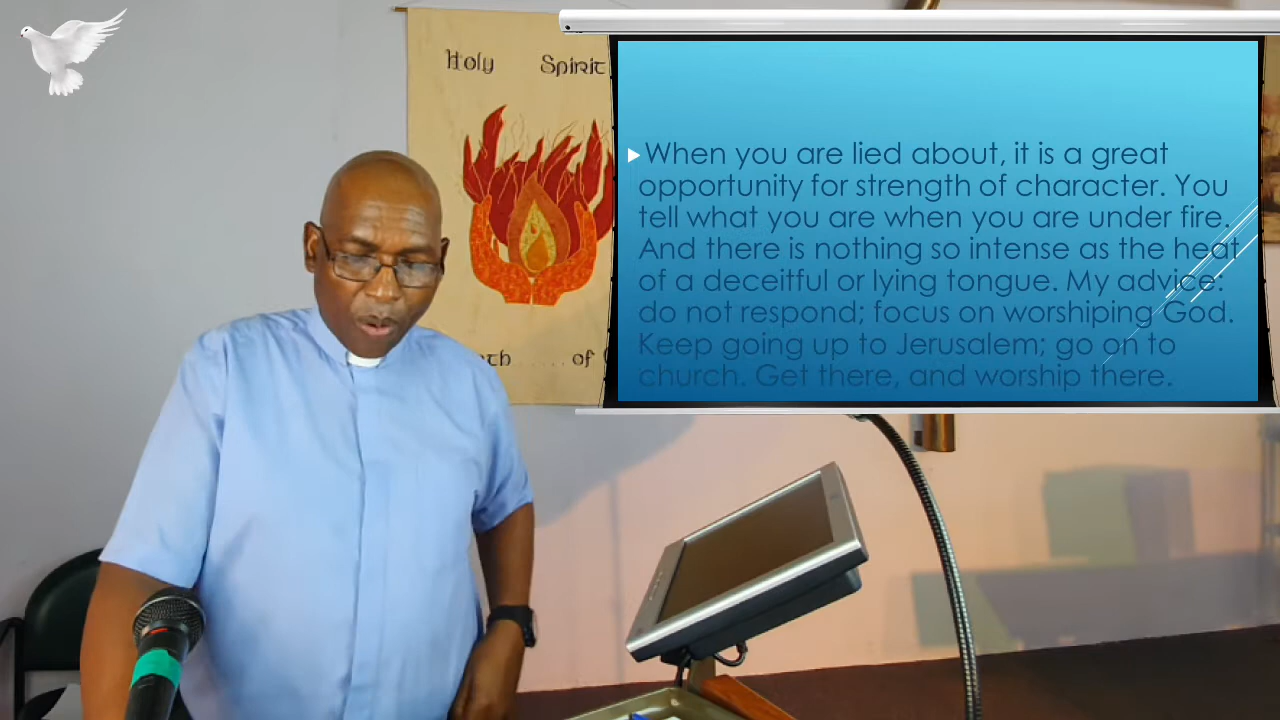 Holy Spirit
When you are lied about, it is a great
opportunity for strength of character. You
tell what you are when you are under fire.
And there is nothing so intense as the heat
of a deceitful or lying tongue. My advice:
do not respond; focus on worshiping God.
Keep going up to Jerusalem; go on to
church. Get there, and worship there.
of